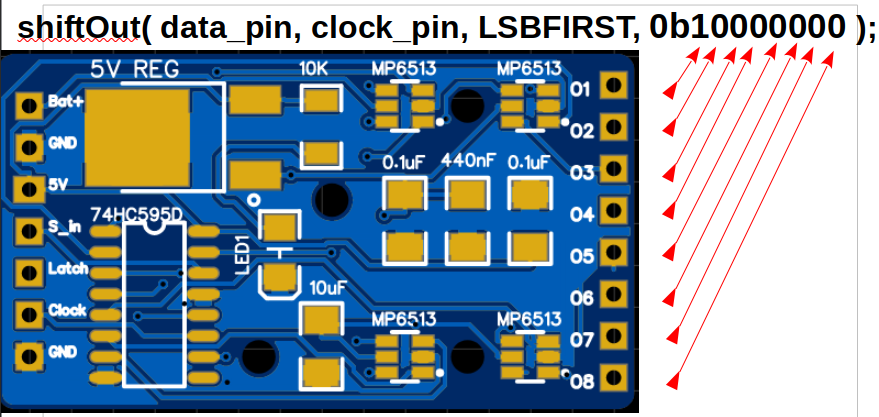 shiftOut( data_pin, clock_pin, LSBFIRST, 0b10000000 );
5V REG
10K
MP6513
MP6513
Bat+
O1
GND
O2
5V
0.1uF
440nF
0.1uF
O3
74HC595D
O4
S_in
LED1
O5
Latch
10uF
O6
Clock
MP6513
MP6513
O7
GND
O8